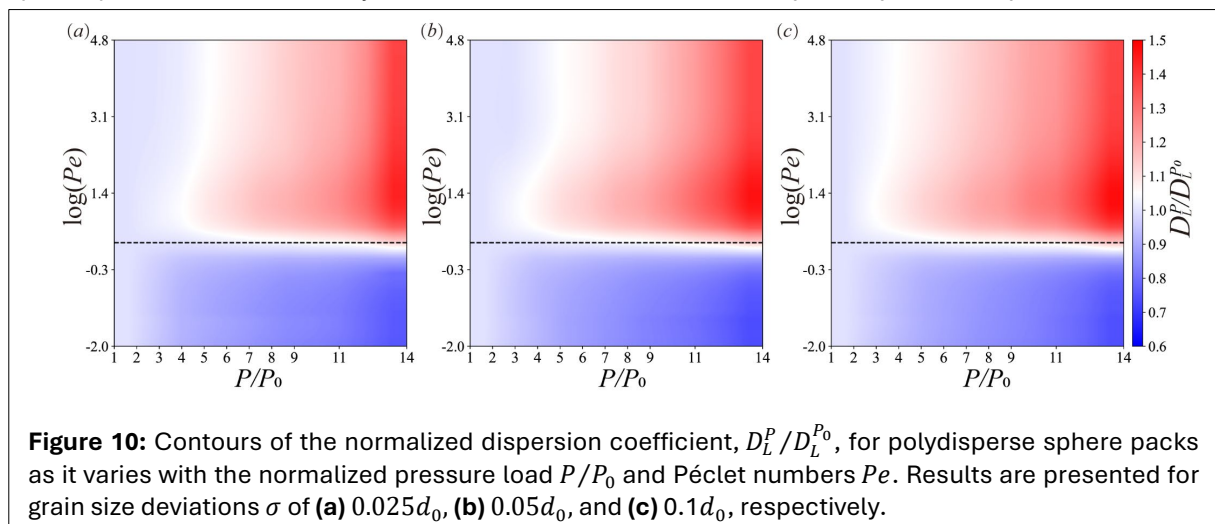 (a) (b) (c)
4.8 4.8 4.8 1.5
1.4
3.1 3.1 3.1 1.3
1.2
log(Pe) log(Pe) log(Pe) 1.1
1.4 1.4 1.4 1.0
0.9
-0.3 -0.3 -0.3 0.8
0.7
-2.0 -2.0 -2.0 0.6
D_L^P/D_L^{P_0}
1 2 3 4 5 6 7 8 9 11 14 1 2 3 4 5 6 7 8 9 11 14 1 2 3 4 5 6 7 8 9 11 14
P/P₀ P/P₀ P/P₀
Figure 10: Contours of the normalized dispersion coefficient, D_L^P/D_L^{P_0}, for polydisperse sphere packs
as it varies with the normalized pressure load P/P₀ and Péclet numbers Pe. Results are presented for
grain size deviations σ of (a) 0.025d₀, (b) 0.05d₀, and (c) 0.1d₀, respectively.